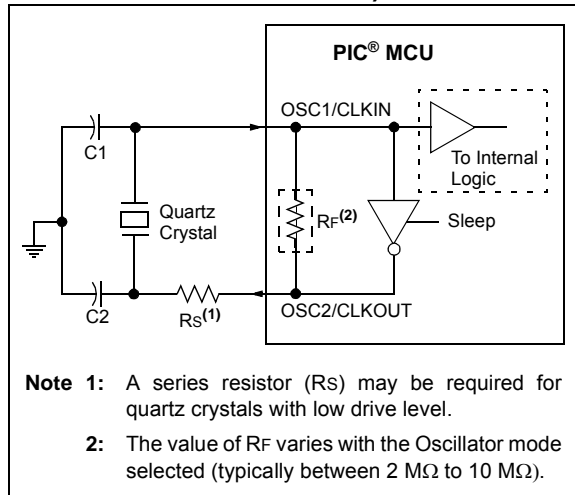 PIC® MCU
OSC1/CLKIN
C1
To Internal
Logic
Quartz
Crystal
RF(2)
Sleep
C2
RS(1)
OSC2/CLKOUT
Note 1: A series resistor (RS) may be required for
quartz crystals with low drive level.
2: The value of RF varies with the Oscillator mode
selected (typically between 2 MΩ to 10 MΩ).